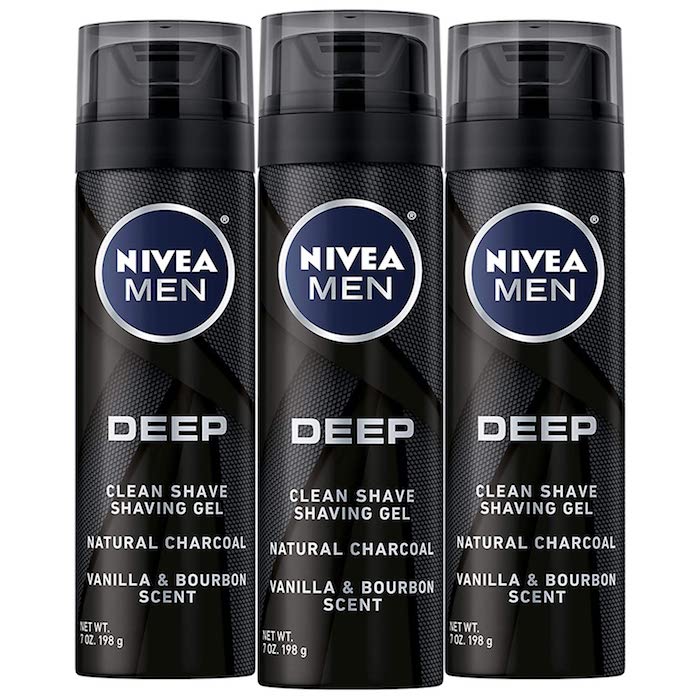 NIVEA
MEN
®
DEEP
CLEAN SHAVE
SHAVING GEL
NATURAL CHARCOAL
VANILLA & BOURBON
SCENT
NET WT.
7 OZ. 198 g
NIVEA
MEN
®
DEEP
CLEAN SHAVE
SHAVING GEL
NATURAL CHARCOAL
VANILLA & BOURBON
SCENT
NET WT.
7 OZ. 198 g
NIVEA
MEN
®
DEEP
CLEAN SHAVE
SHAVING GEL
NATURAL CHARCOAL
VANILLA & BOURBON
SCENT
NET WT.
7 OZ. 198 g